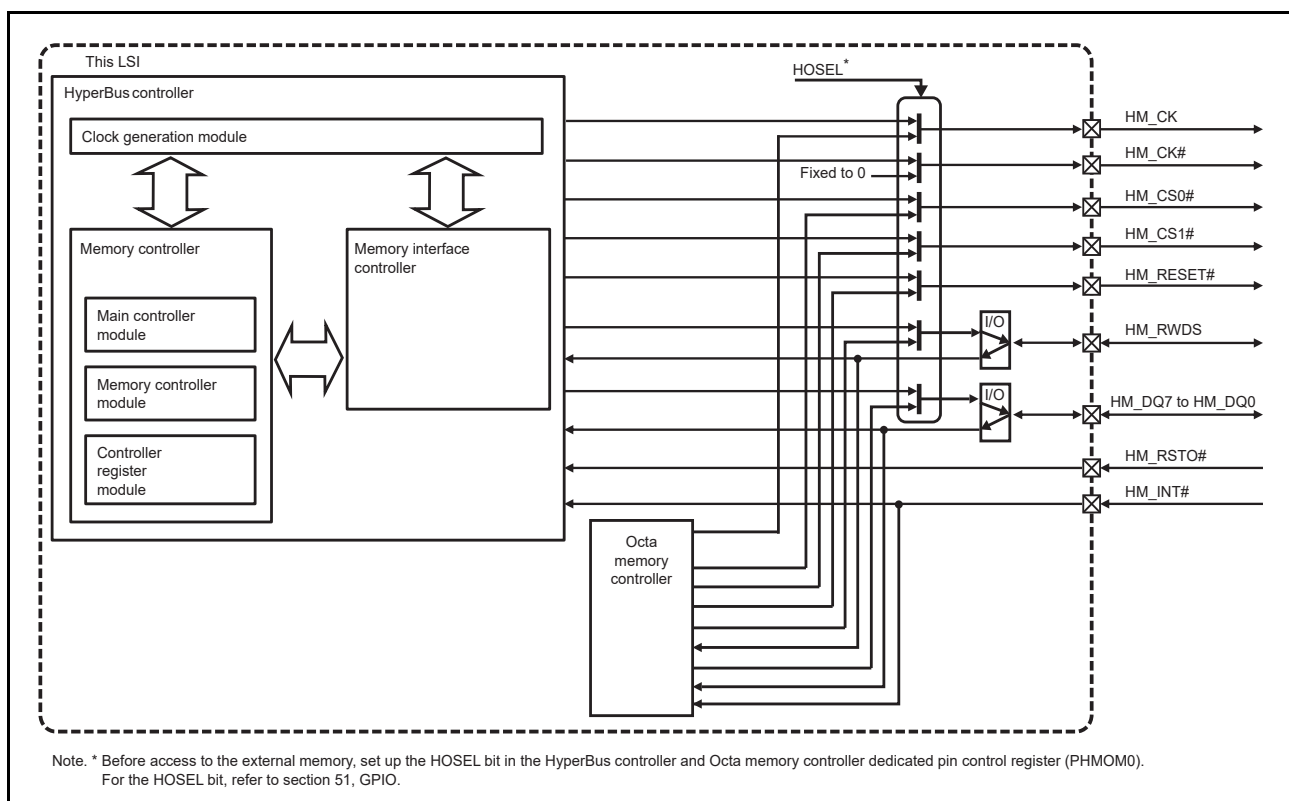 This LSI
HyperBus controller
Clock generation module
Memory controller
Main controller
module
Memory controller
module
Controller
register
module
Memory interface
controller
HOSEL*
Fixed to 0
I/O
I/O
HM_CK
HM_CK#
HM_CS0#
HM_CS1#
HM_RESET#
HM_RWDS
HM_DQ7 to HM_DQ0
HM_RSTO#
HM_INT#
Octa
memory
controller
Note. * Before access to the external memory, set up the HOSEL bit in the HyperBus controller and Octa memory controller dedicated pin control register (PHMOM0).
For the HOSEL bit, refer to section 51, GPIO.